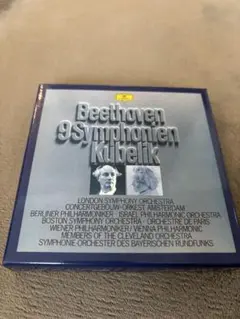 Beethoven
9 Symphonien
Kubelik
LONDON SYMPHONY ORCHESTRA
CONCERTGEBOUW-ORKEST AMSTERDAM
BERLINER PHILHARMONIKER · ISRAEL PHILHARMONIC ORCHESTRA
BOSTON SYMPHONY ORCHESTRA · ORCHESTRE DE PARIS
WIENER PHILHARMONIKER / VIENNA PHILHARMONIC
MEMBERS OF THE CLEVELAND ORCHESTRA
SYMPHONIE-ORCHESTER DES BAYERISCHEN RUNDFUNKS